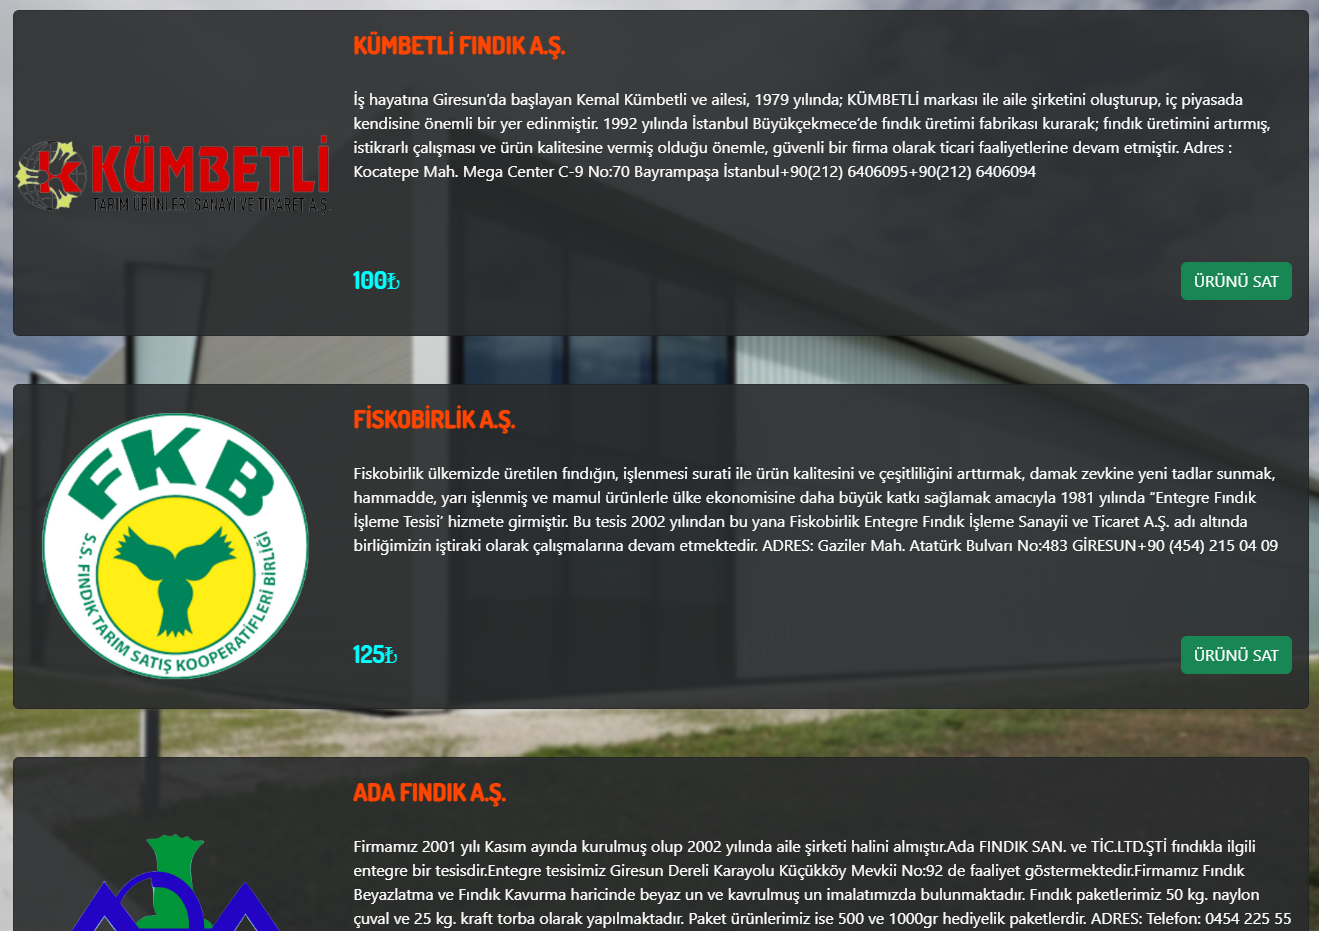 KÜMBETLİ FINDIK A.Ş.
İş hayatına Giresun’da başlayan Kemal Kümbetli ve ailesi, 1979 yılında; KÜMBETLİ markası ile aile şirketini oluşturup, iç piyasada
kendisine önemli bir yer edinmiştir. 1992 yılında İstanbul Büyükçekmece’de fındık üretimi fabrikası kurarak; fındık üretimini artırmış,
istikrarlı çalışması ve ürün kalitesine vermiş olduğu önemle, güvenli bir firma olarak ticari faaliyetlerine devam etmiştir. Adres :
Kocatepe Mah. Mega Center C-9 No:70 Bayrampaşa İstanbul+90(212) 6406095+90(212) 6406094
K KÜMBETLİ
TARIM ÜRÜNLERİ SANAYİ VE TİCARET A.Ş.
100₺
ÜRÜNÜ SAT
FİSKOBİRLİK A.Ş.
Fiskobirlik ülkemizde üretilen fındığın, işlenmesi surati ile ürün kalitesini ve çeşitliliğini arttırmak, damak zevkine yeni tadlar sunmak,
hammadde, yarı işlenmiş ve mamul ürünlerle ülke ekonomisine daha büyük katkı sağlamak amacıyla 1981 yılında “Entegre Fındık
İşleme Tesisi’ hizmete girmiştir. Bu tesis 2002 yılından bu yana Fiskobirlik Entegre Fındık İşleme Sanayii ve Ticaret A.Ş. adı altında
birliğimizin iştiraki olarak çalışmalarına devam etmektedir. ADRES: Gaziler Mah. Atatürk Bulvarı No:483 GİRESUN+90 (454) 215 04 09
FKB
S.S. FINDIK TARIM SATIŞ KOOPERATİFLERİ BİRLİĞİ
125₺
ÜRÜNÜ SAT
ADA FINDIK A.Ş.
Firmamız 2001 yılı Kasım ayında kurulmuş olup 2002 yılında aile şirketi halini almıştır.Ada FINDIK SAN. ve TİC.LTD.ŞTİ fındıkla ilgili
entegre bir tesisdir.Entegre tesisimiz Giresun Dereli Karayolu Küçükköy Mevkii No:92 de faaliyet göstermektedir.Firmamız Fındık
Beyazlatma ve Fındık Kavurma haricinde beyaz un ve kavrulmuş un imalatımızda bulunmaktadır. Fındık paketlerimiz 50 kg. naylon
çuval ve 25 kg. kraft torba olarak yapılmaktadır. Paket ürünlerimiz ise 500 ve 1000gr hediyelik paketlerdir. ADRES: Telefon: 0454 225 55